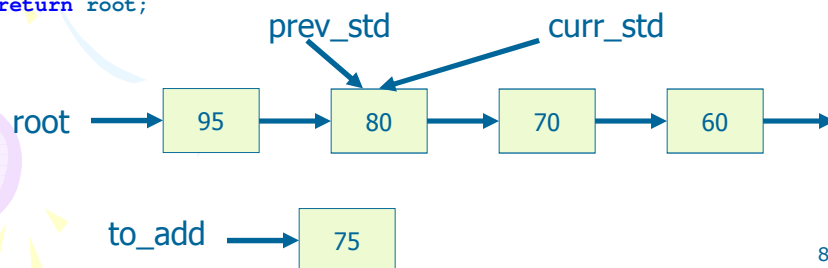 return root;
prev_std curr_std
root 95 80 70 60
to_add 75
8